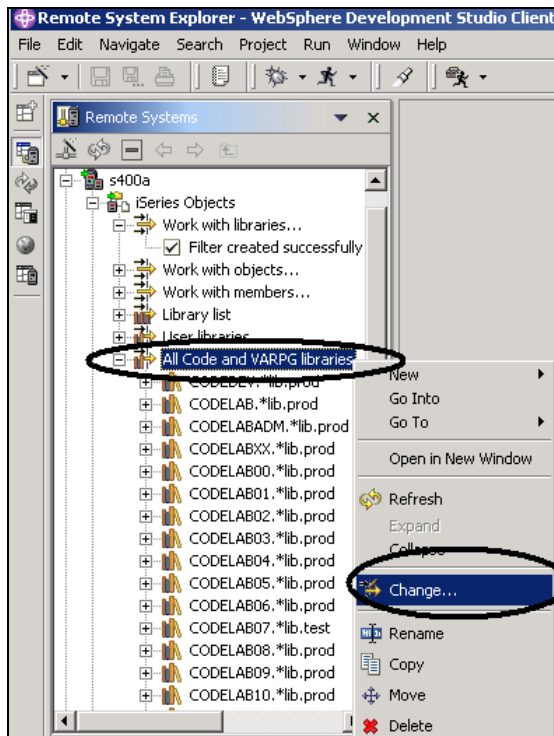 Remote System Explorer - WebSphere Development Studio Client
File Edit Navigate Search Project Run Window Help
Remote Systems
s400a
iSeries Objects
Work with libraries...
Filter created successfully
Work with objects...
Work with members...
Library list
User libraries
All Code and VARPG libraries
CODEDEV.*lib.prod
CODELAB.*lib.prod
CODELABADM.*lib.prod
CODELABXX.*lib.prod
CODELAB00.*lib.prod
CODELAB01.*lib.prod
CODELAB02.*lib.prod
CODELAB03.*lib.prod
CODELAB04.*lib.prod
CODELAB05.*lib.prod
CODELAB06.*lib.prod
CODELAB07.*lib.test
CODELAB08.*lib.prod
CODELAB09.*lib.prod
CODELAB10.*lib.prod
New
Go Into
Go To
Open in New Window
Refresh
Expand
Collapse
Change...
Rename
Copy
Move
Delete